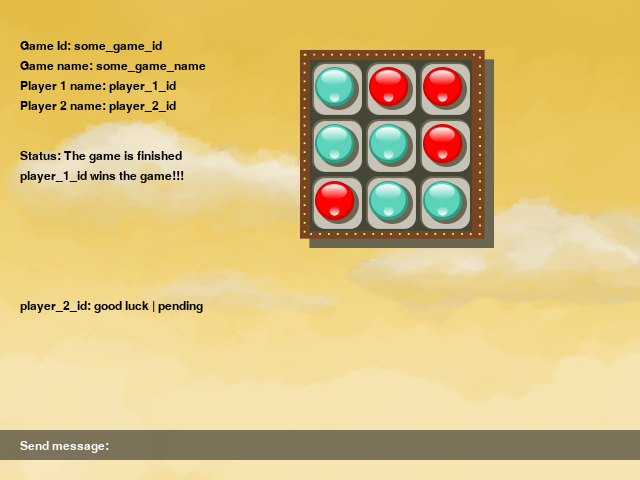 Game Id: some_game_id
Game name: some_game_name
Player 1 name: player_1_id
Player 2 name: player_2_id
Status: The game is finished
player_1_id wins the game!!!
player_2_id: good luck | pending
Send message: